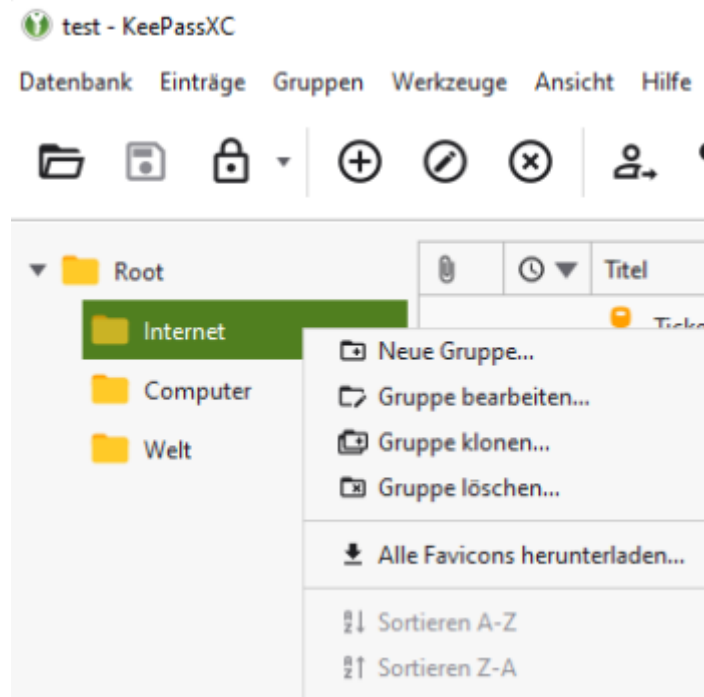 test - KeePassXC
Datenbank Einträge Gruppen Werkzeuge Ansicht Hilfe
Root
Titel
Internet
Neue Gruppe...
Computer
Gruppe bearbeiten...
Welt
Gruppe klonen...
Gruppe löschen...
Alle Favicons herunterladen...
Sortieren A-Z
Sortieren Z-A